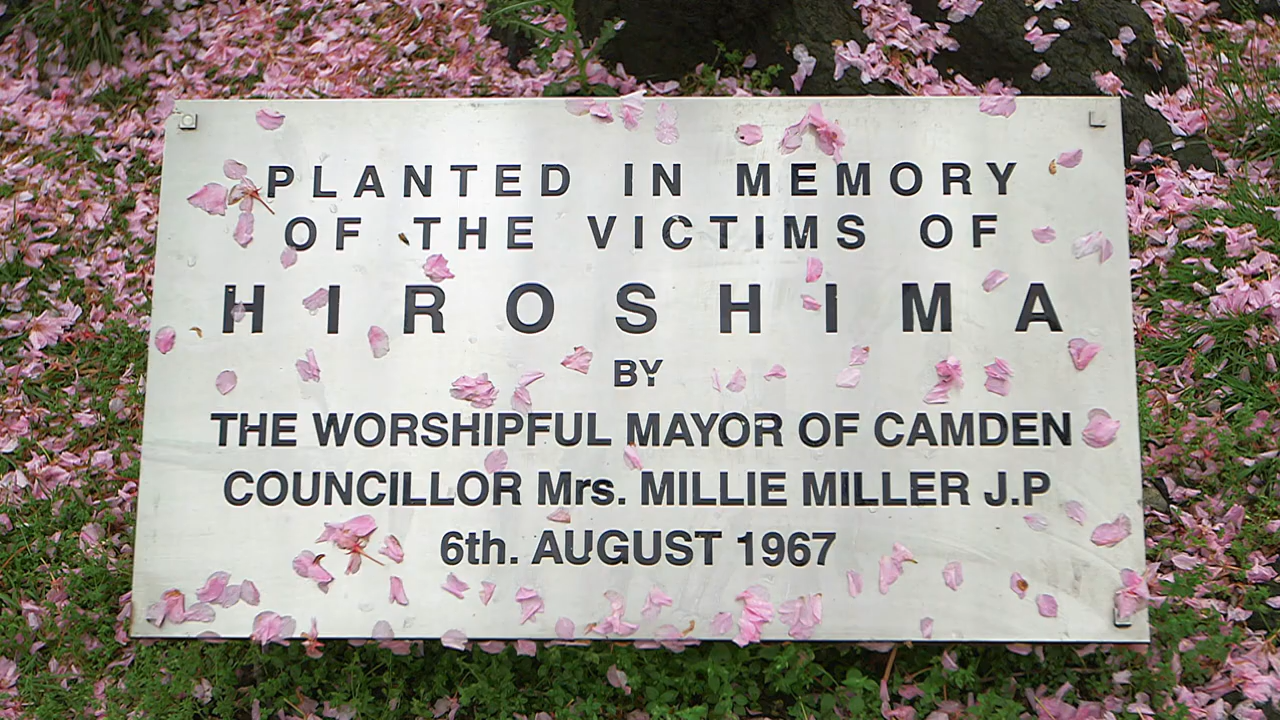 PLANTED IN MEMORY
OF THE VICTIMS OF
HIROSHIMA
BY
THE WORSHIPFUL MAYOR OF CAMDEN
COUNCILLOR Mrs. MILLIE MILLER J.P
6th. AUGUST 1967